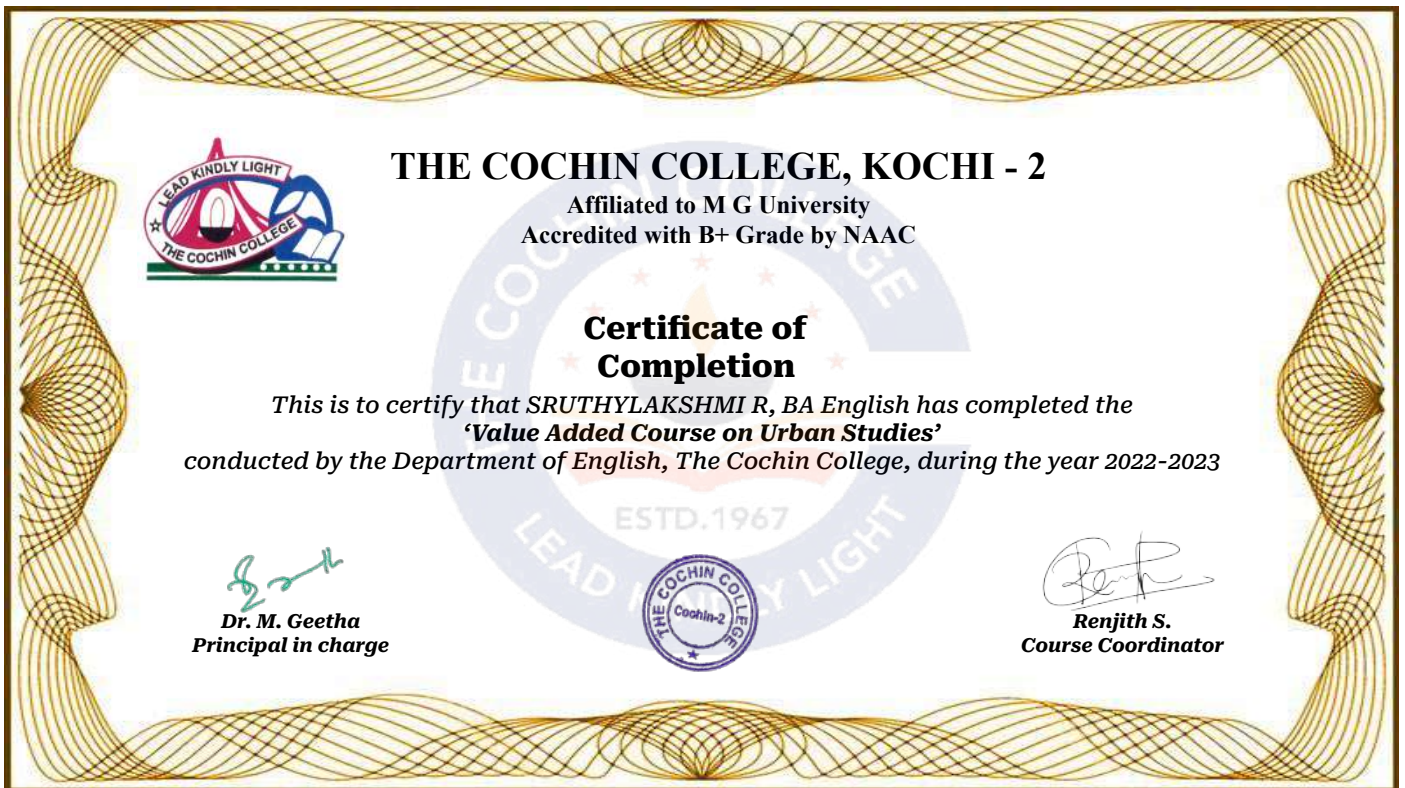 LEAD KINDLY LIGHT
THE COCHIN COLLEGE
THE COCHIN COLLEGE, KOCHI - 2
Affiliated to M G University
Accredited with B+ Grade by NAAC
THE COCHIN COLLEGE
Certificate of
Completion
This is to certify that SRUTHYLAKSHMI R, BA English has completed the
‘Value Added Course on Urban Studies’
conducted by the Department of English, The Cochin College, during the year 2022-2023
ESTD.1967
LEAD KINDLY LIGHT
Dr. M. Geetha
Principal in charge
THE COCHIN COLLEGE
Cochin-2
Renjith S.
Course Coordinator